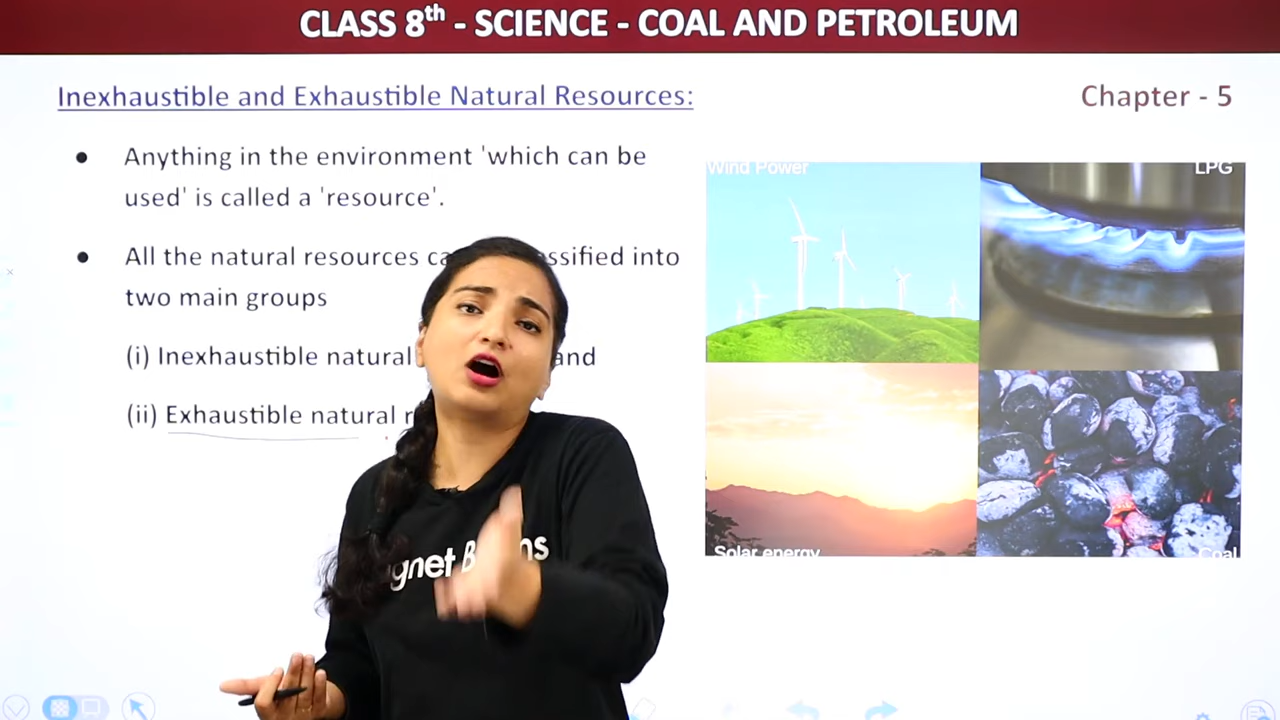 CLASS 8th - SCIENCE - COAL AND PETROLEUM
Inexhaustible and Exhaustible Natural Resources:
Chapter - 5
● Anything in the environment 'which can be
used' is called a 'resource'.
● All the natural resources into
two main groups
(i) Inexhaustible natural and
(ii) Exhaustible natural
Wind Power
LPG
Solar energy
Coal